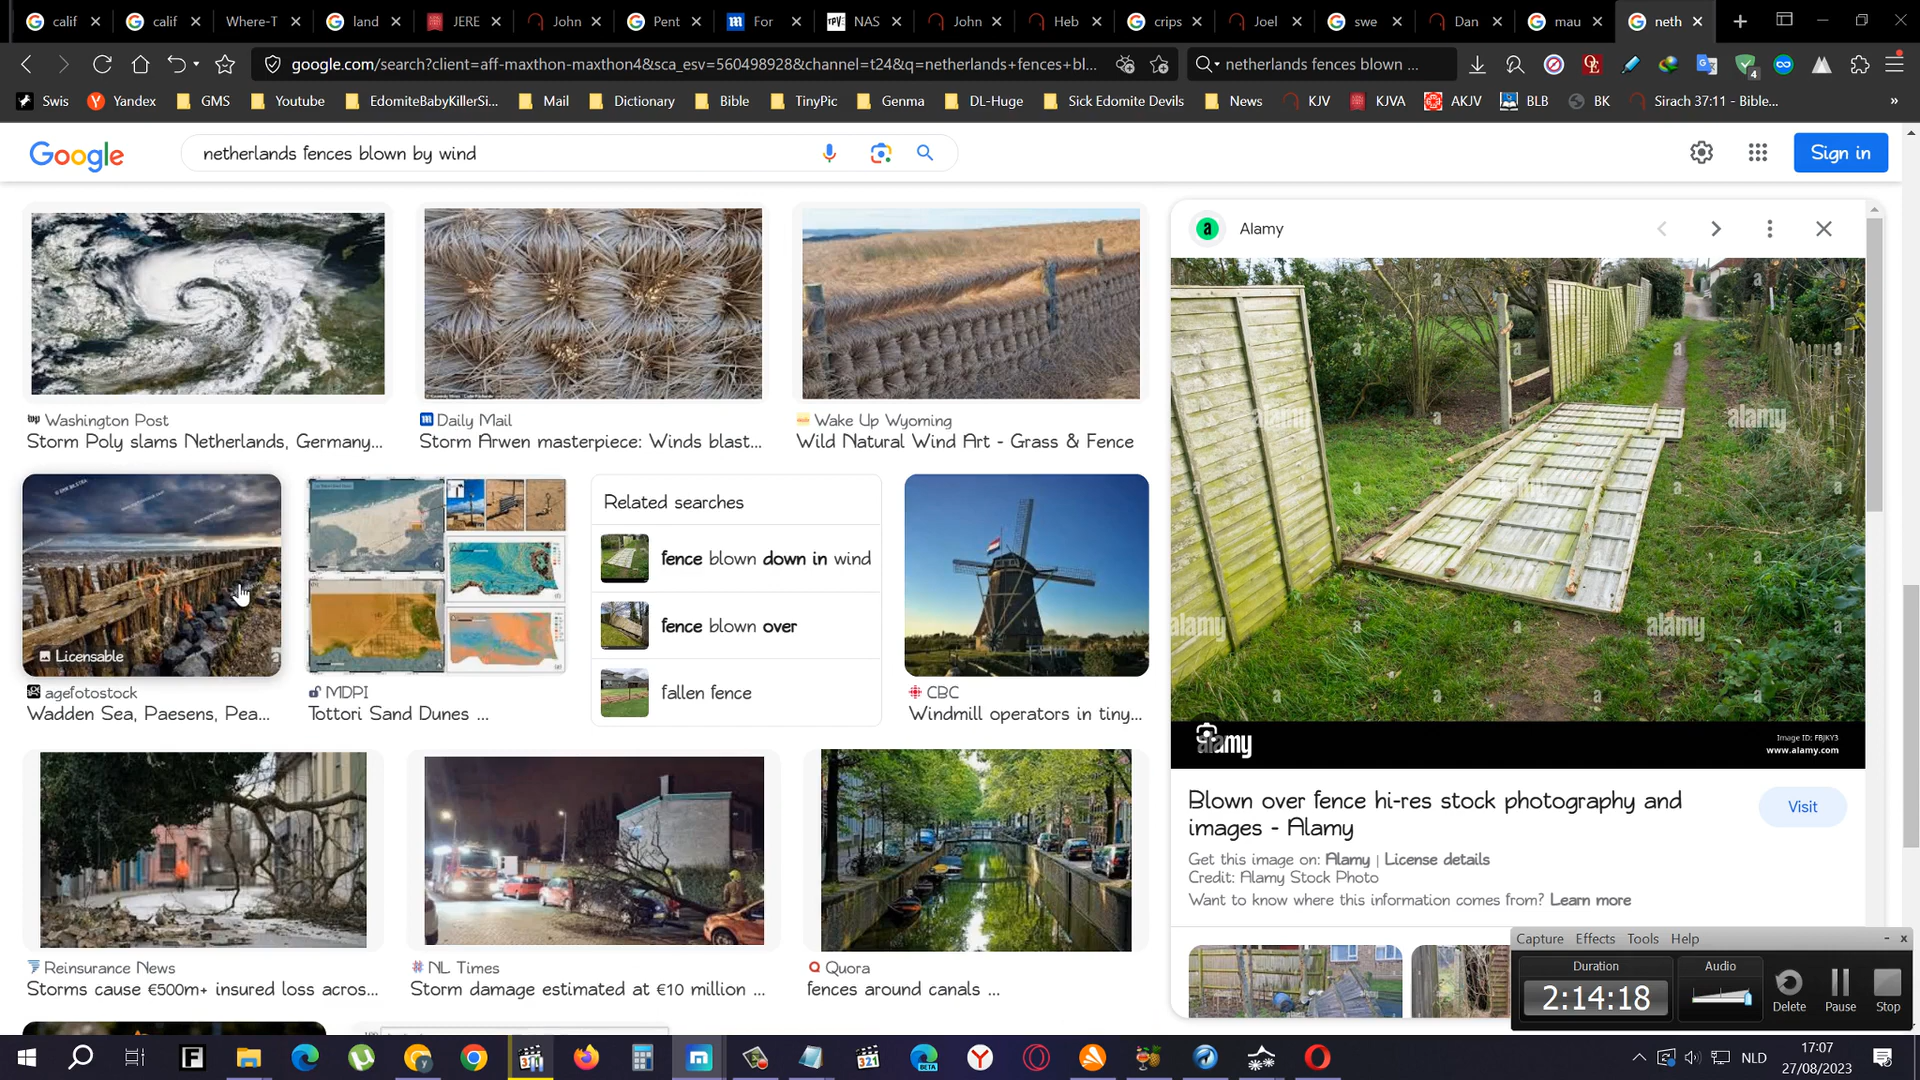 calif
calif
Where-T
land
JERE
John
Pent
For
NAS
John
Heb
crips
Joel
swe
Dan
mau
neth
google.com/search?client=aff-maxthon-maxthon4&sca_esv=560498928&channel=t24&q=netherlands+fences+bl...
netherlands fences blown ...
Swis
Yandex
GMS
Youtube
EdomiteBabyKillerSi...
Mail
Dictionary
Bible
TinyPic
Genma
DL-Huge
Sick Edomite Devils
News
KJV
KJVA
AKJV
BLB
BK
Sirach 37:11 - Bible...
»
Google
netherlands fences blown by wind
Sign in
Washington Post
Storm Poly slams Netherlands, Germany...
Daily Mail
Storm Arwen masterpiece: Winds blast...
Wake Up Wyoming
Wild Natural Wind Art - Grass & Fence
Licensable
agefotostock
Wadden Sea, Paesens, Pea...
MDPI
Tottori Sand Dunes ...
Related searches
fence blown down in wind
fence blown over
fallen fence
CBC
Windmill operators in tiny...
Reinsurance News
Storms cause €500m+ insured loss acros...
NL Times
Storm damage estimated at €10 million ...
Quora
fences around canals ...
a Alamy
alamy
alamy
alamy
alamy
alamy
Image ID: FBJKY3
www.alamy.com
Blown over fence hi-res stock photography and
images - Alamy
Visit
Get this image on: Alamy | License details
Credit: Alamy Stock Photo
Want to know where this information comes from? Learn more
Capture Effects Tools Help
Duration
2:14:18
Audio
Delete
Pause
Stop
NLD
17:07
27/08/2023